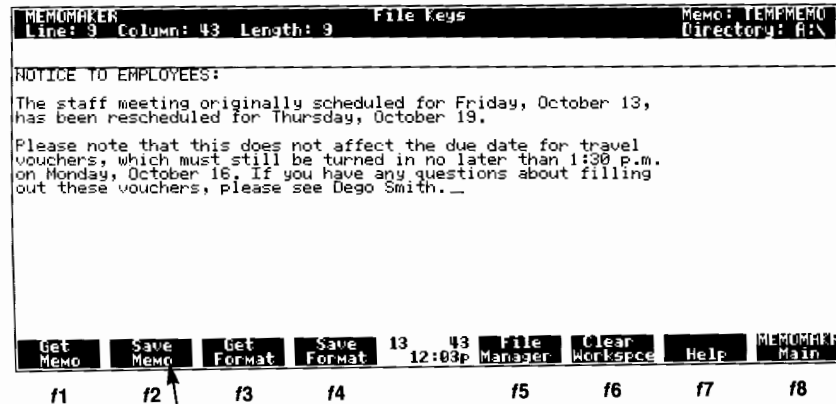 MEMOMAKER File Keys Memo: TEMPMEMO
Line: 9 Column: 43 Length: 9 Directory: A:\
NOTICE TO EMPLOYEES:
The staff meeting originally scheduled for Friday, October 13,
has been rescheduled for Thursday, October 19.
Please note that this does not affect the due date for travel
vouchers, which must still be turned in no later than 1:30 p.m.
on Monday, October 16. If you have any questions about filling
out these vouchers, please see Dego Smith._
Get Save Get Save 13 43 File Clear MEMOMAKER
Memo Memo Format Format 12:03p Manager Workspce Help Main
f1 f2 f3 f4 f5 f6 f7 f8